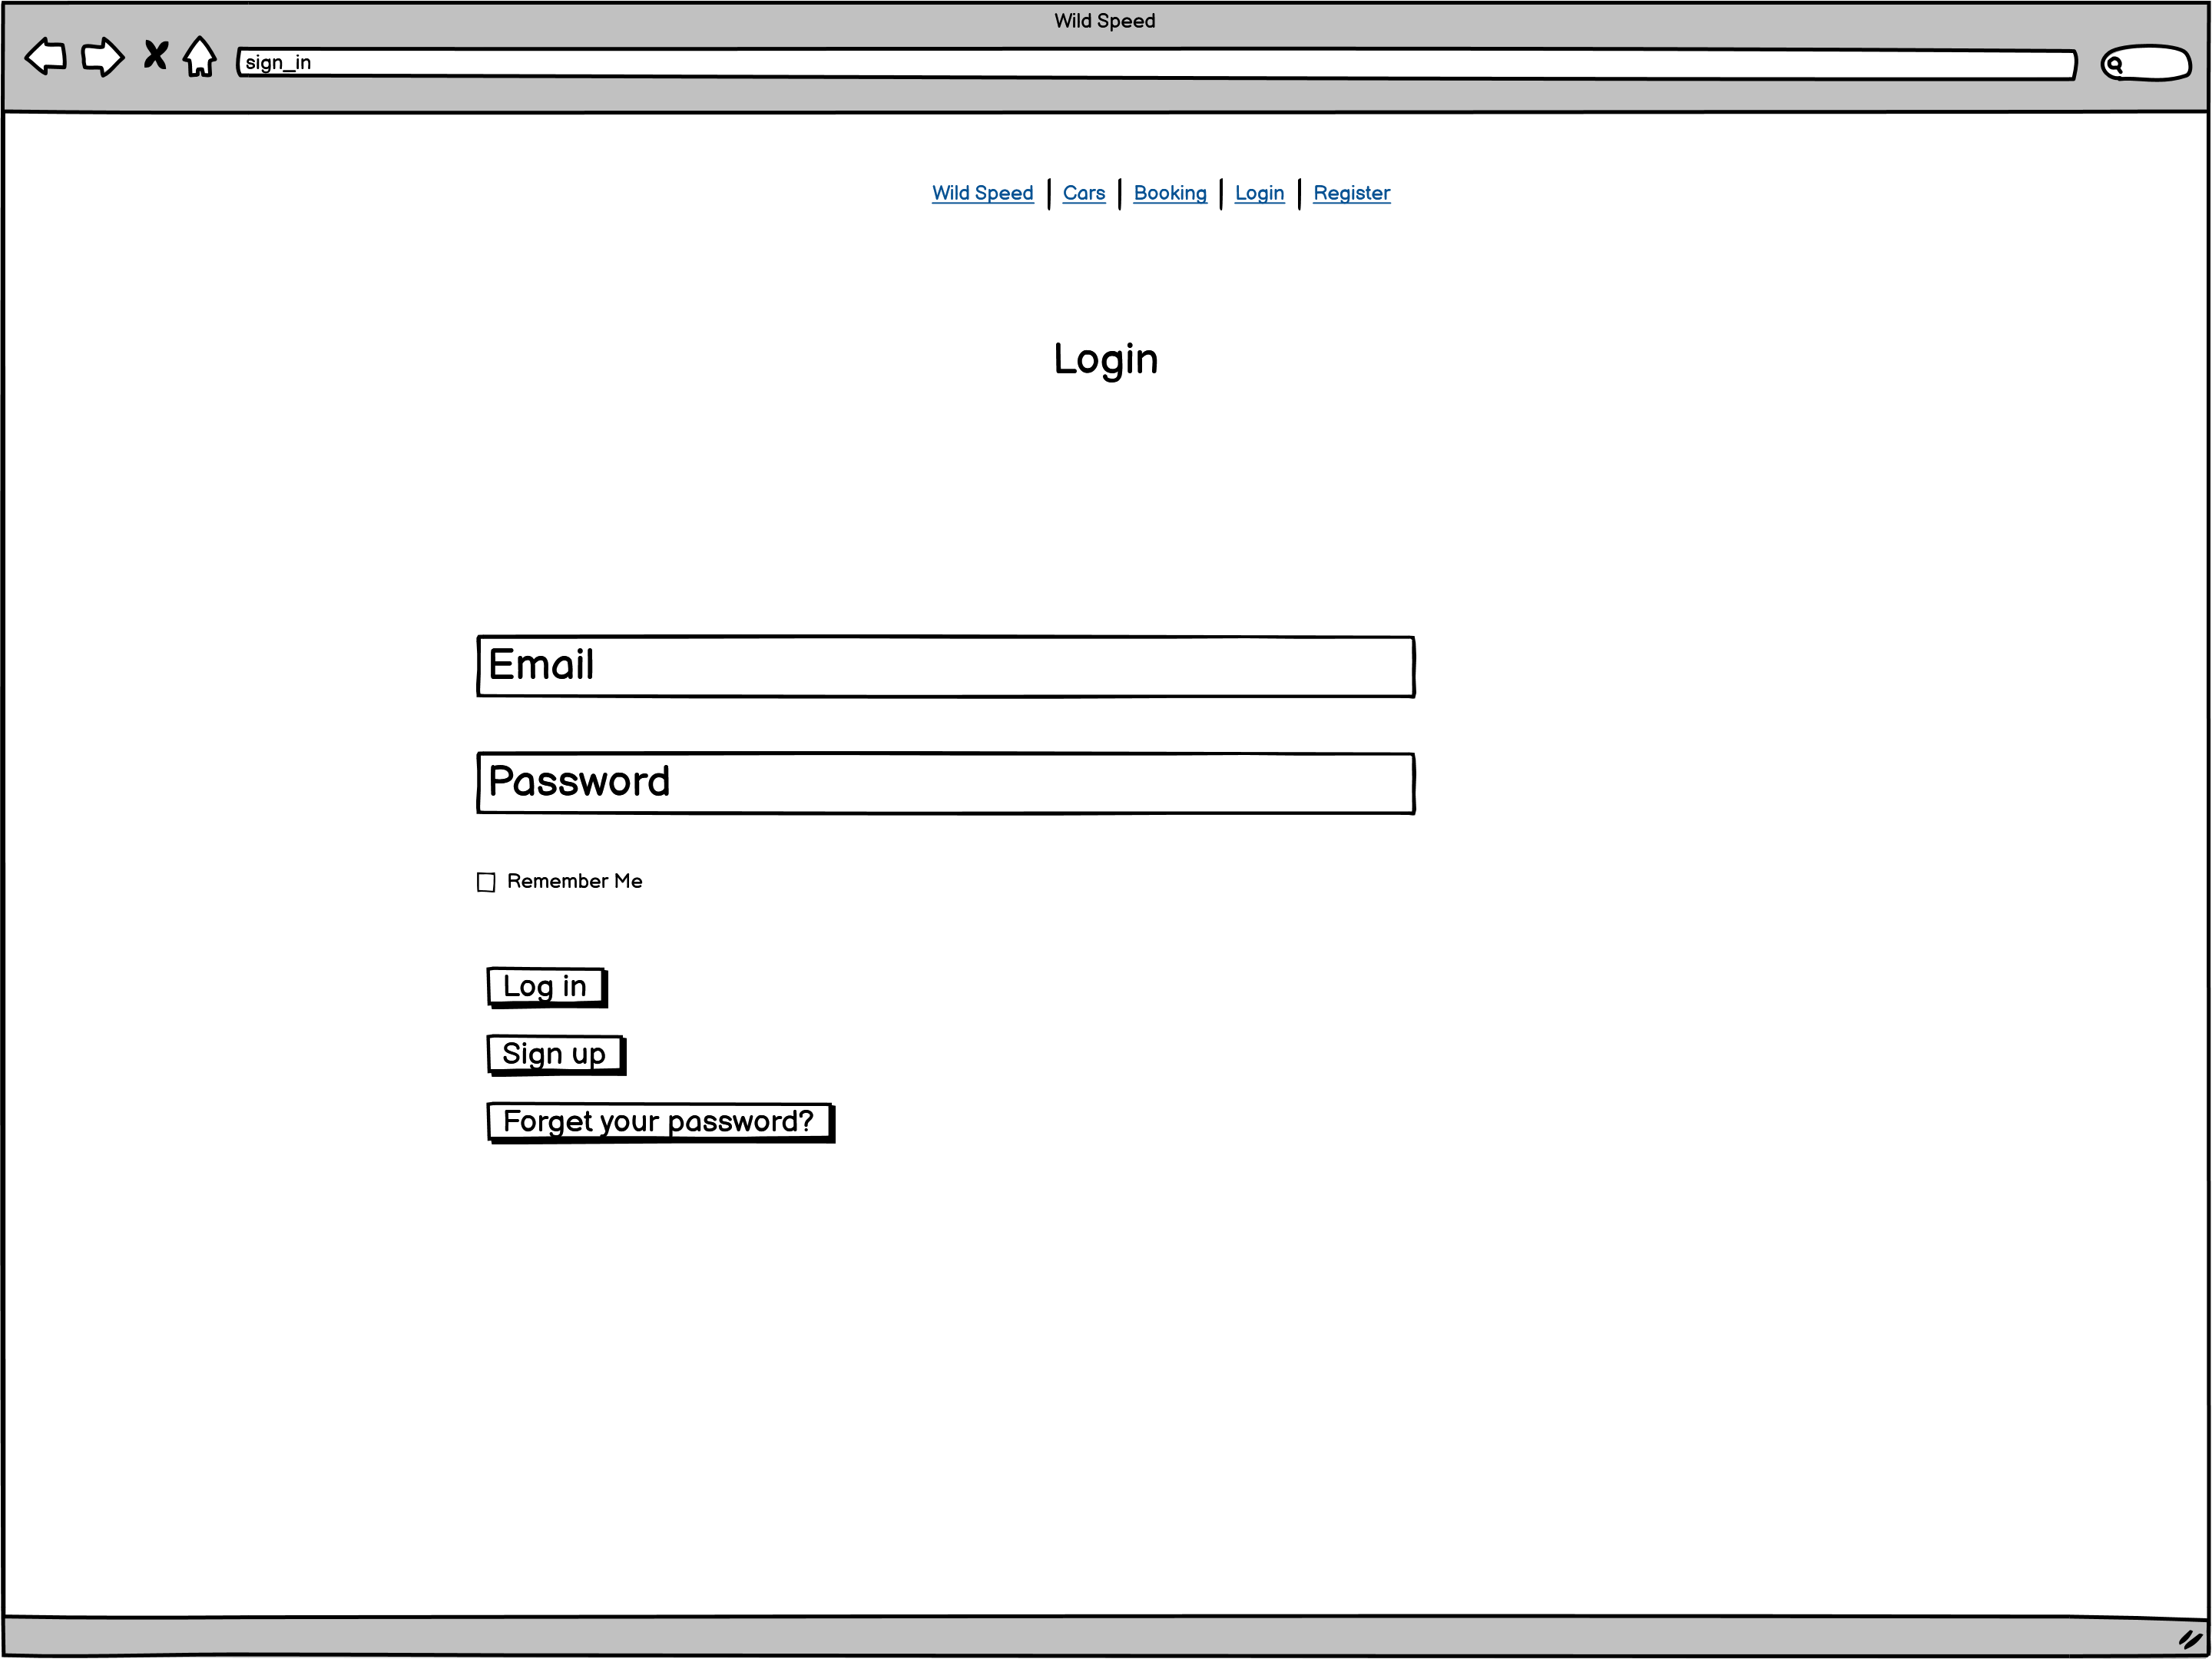 Wild Speed
sign_in
Wild Speed | Cars | Booking | Login | Register
Login
Email
Password
Remember Me
Log in
Sign up
Forget your password?